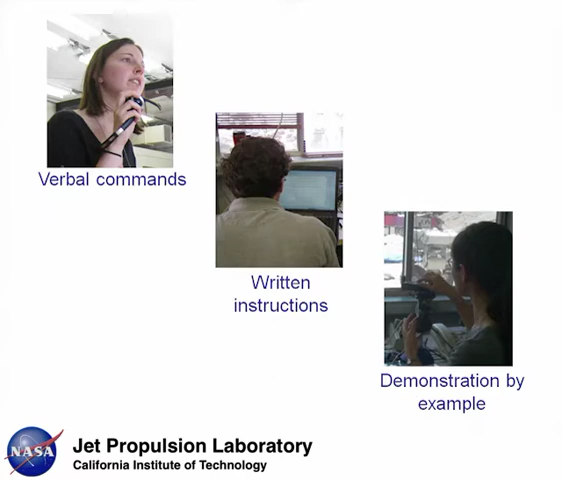 Verbal commands
Written
instructions
Demonstration by
example
NASA
Jet Propulsion Laboratory
California Institute of Technology